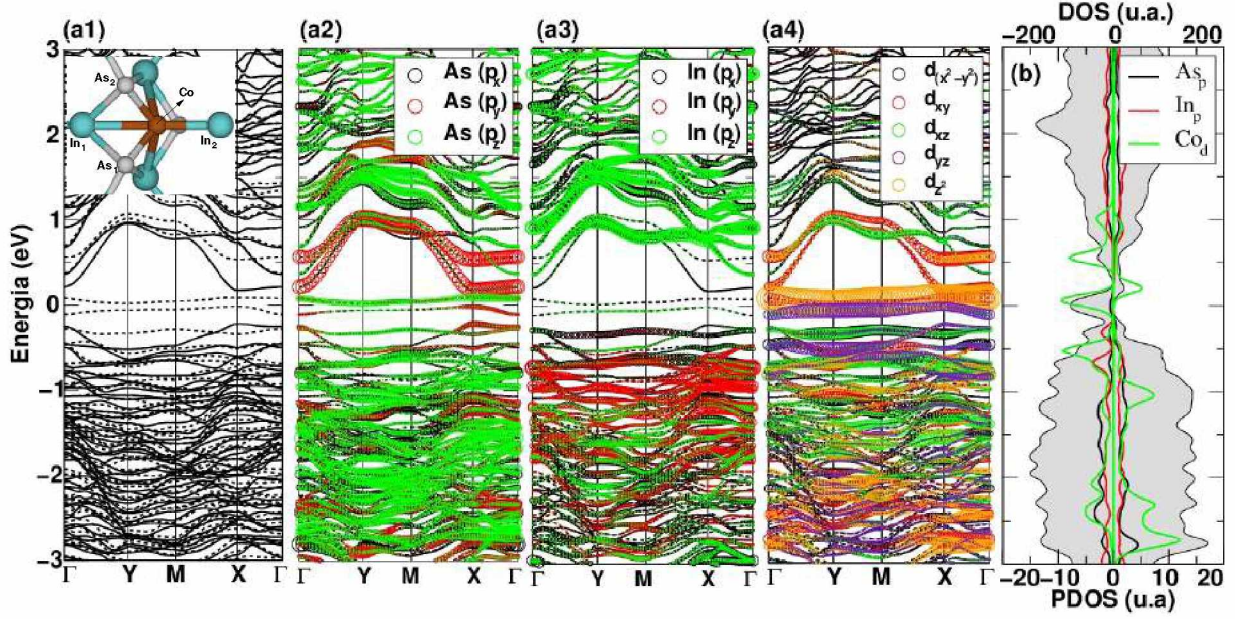 (a1)
3
2
1
0
−1
−2
−3
Energia (eV)
As2
Co
In1
In2
As1
Γ Y M X Γ
(a2)
As (px)
As (py)
As (pz)
Γ Y M X Γ
(a3)
In (px)
In (py)
In (pz)
Γ Y M X Γ
(a4)
d(x²−y²)
dxy
dxz
dyz
dz²
Γ Y M X Γ
DOS (u.a.)
−200 0 200
(b)
Asp
Inp
Cod
−20 −10 0 10 20
PDOS (u.a)